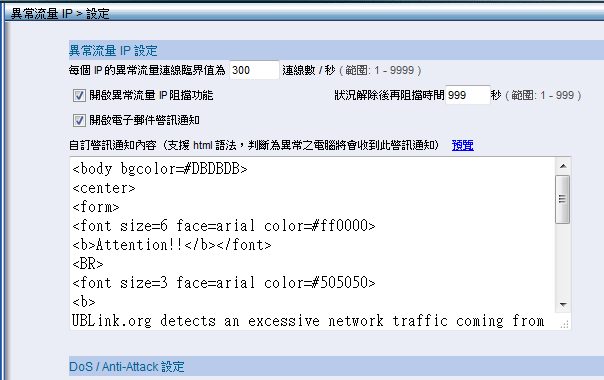 異常流量 IP > 設定
異常流量 IP 設定
每個 IP 的異常流量連線臨界值為 300 連線數 / 秒 ( 範圍: 1 - 9999 )
開啟異常流量 IP 阻擋功能 狀況解除後再阻擋時間 999 秒 ( 範圍: 1 - 999 )
開啟電子郵件警訊通知
自訂警訊通知內容（支援 html 語法，判斷為異常之電腦將會收到此警訊通知） 預覽
<body bgcolor=#DBDBDB>
<center>
<form>
<font size=6 face=arial color=#ff0000>
<b>Attention!!</b></font>
<BR>
<font size=3 face=arial color=#505050>
<b>
UBLink.org detects an excessive network traffic coming from
DoS / Anti-Attack 設定